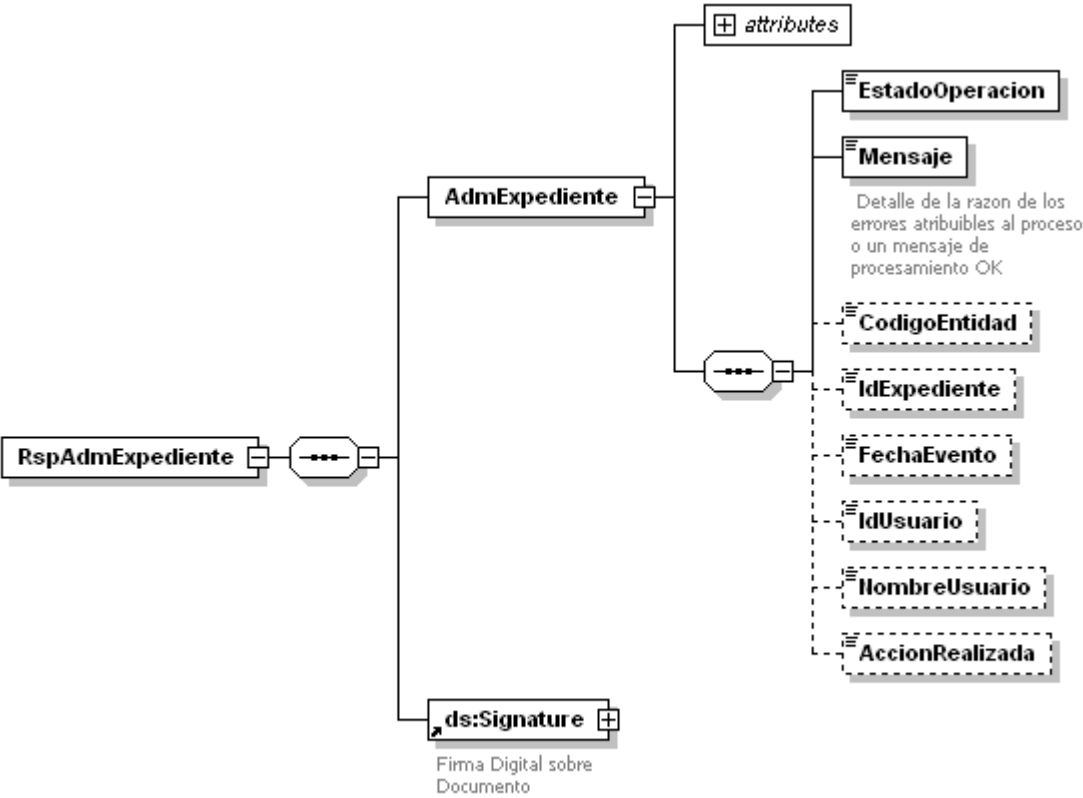 attributes
EstadoOperacion
Mensaje
Detalle de la razon de los
errores atribuibles al proceso
o un mensaje de
procesamiento OK
AdmExpediente
CodigoEntidad
IdExpediente
FechaEvento
RspAdmExpediente
IdUsuario
NombreUsuario
AccionRealizada
ds:Signature
Firma Digital sobre
Documento